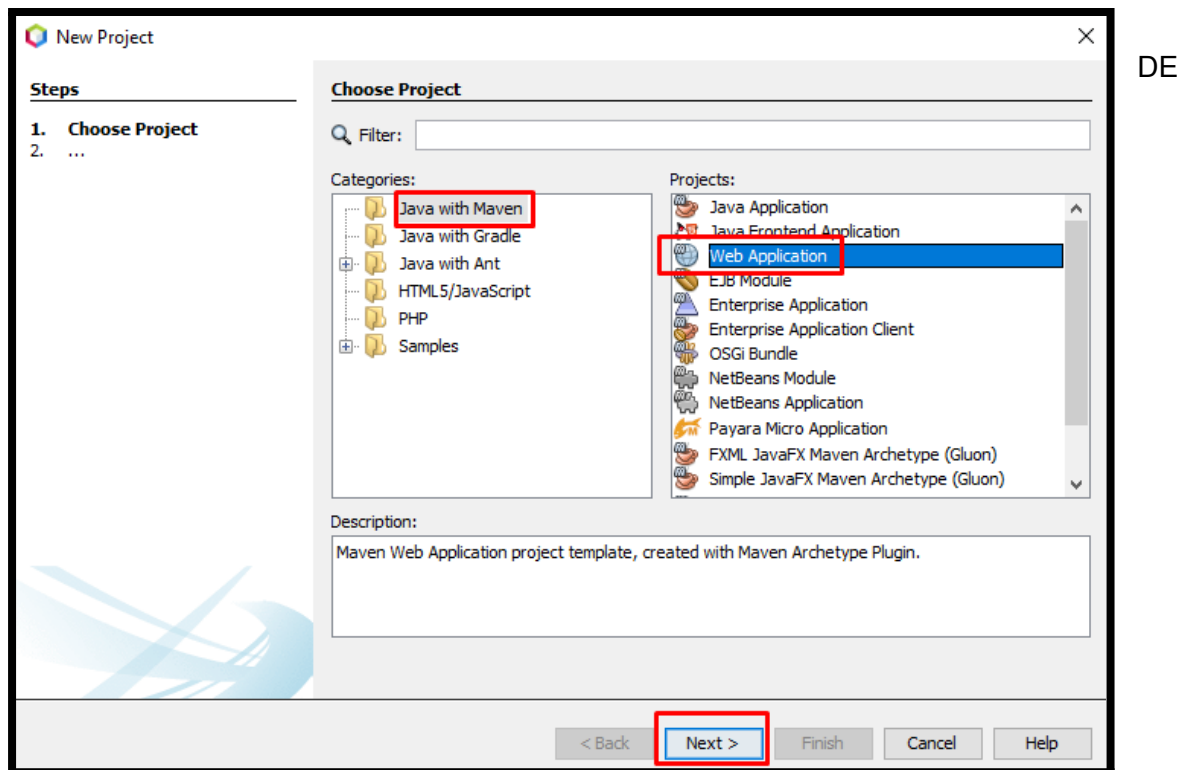 New Project
DE
Steps
1. Choose Project
2. ...
Choose Project
Filter:
Categories:
Java with Maven
Java with Gradle
Java with Ant
HTML5/JavaScript
PHP
Samples
Projects:
Java Application
Java Frontend Application
Web Application
EJB Module
Enterprise Application
Enterprise Application Client
OSGi Bundle
NetBeans Module
NetBeans Application
Payara Micro Application
FXML JavaFX Maven Archetype (Gluon)
Simple JavaFX Maven Archetype (Gluon)
Description:
Maven Web Application project template, created with Maven Archetype Plugin.
< Back
Next >
Finish
Cancel
Help